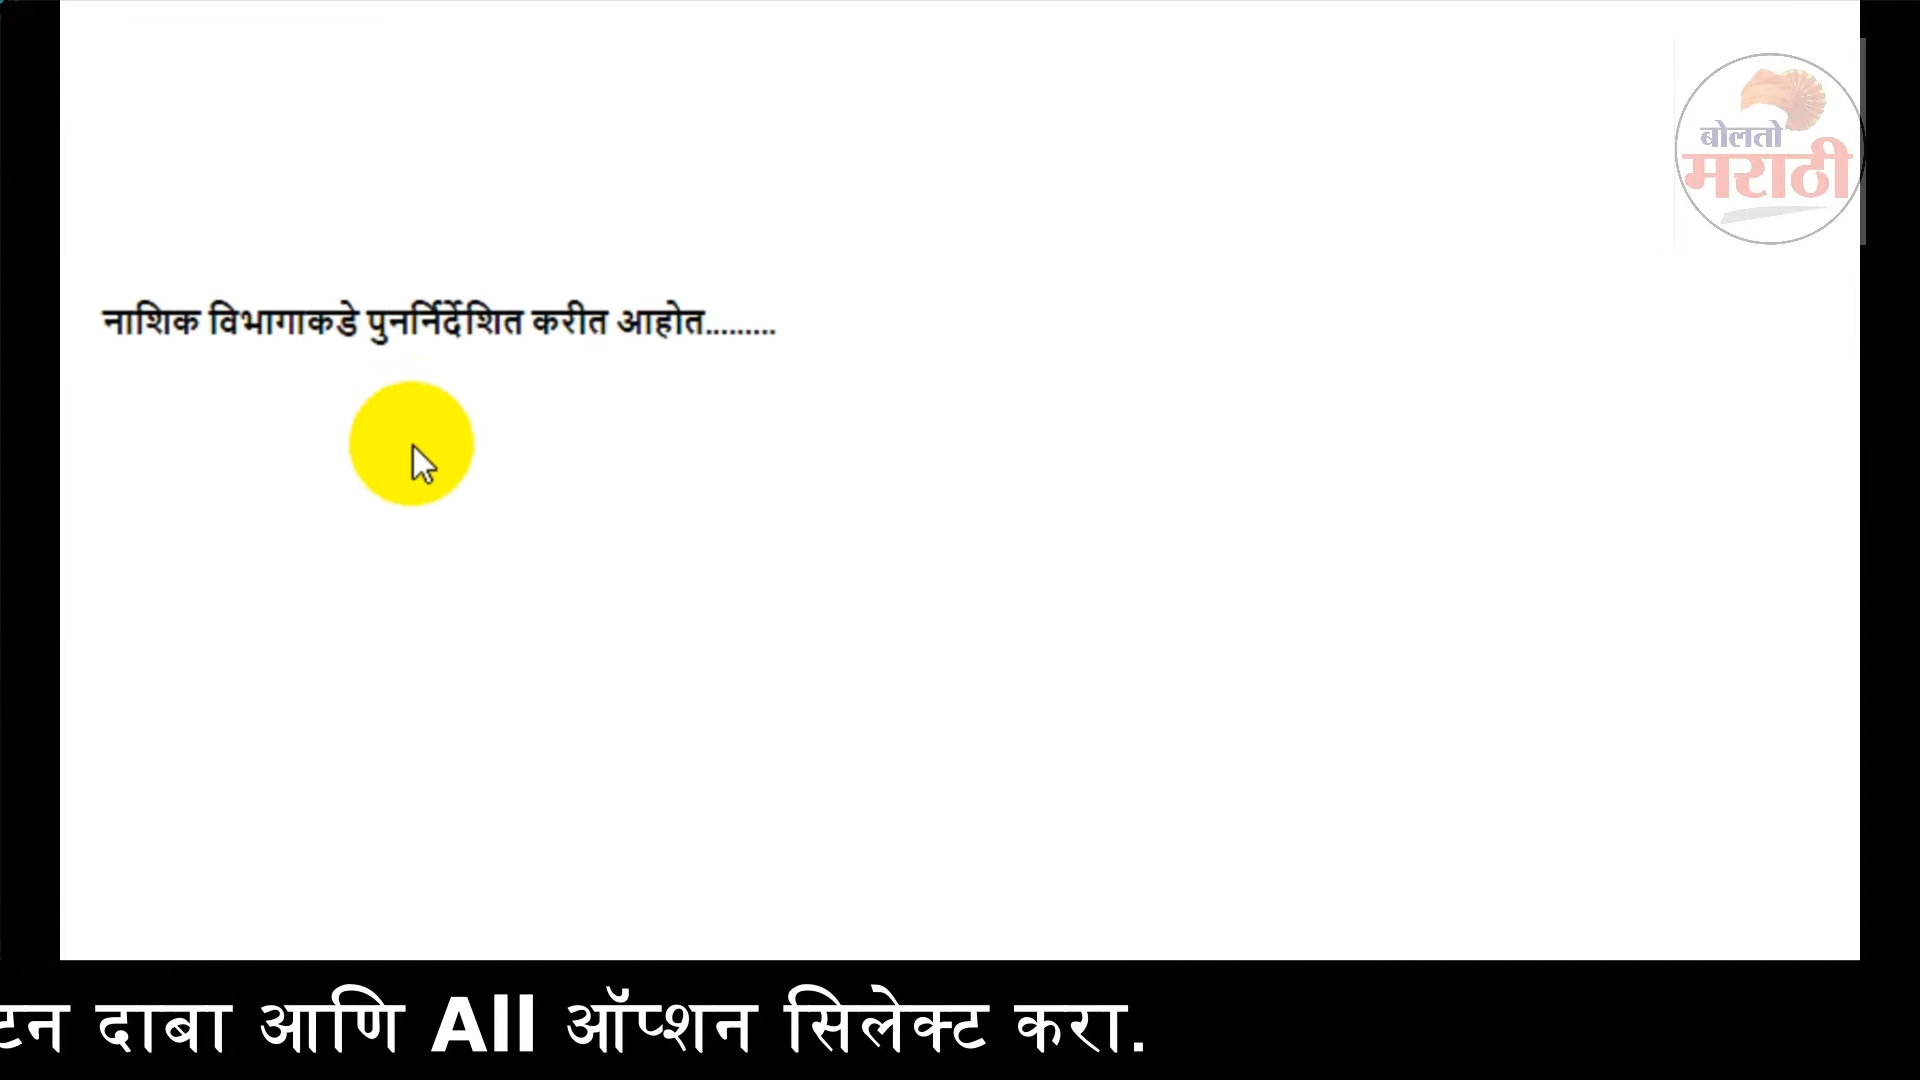 बोलतो
मराठी
नाशिक विभागाकडे पुनर्निर्देशित करीत आहोत.........
दाबा आणि All ऑप्शन सिलेक्ट करा.